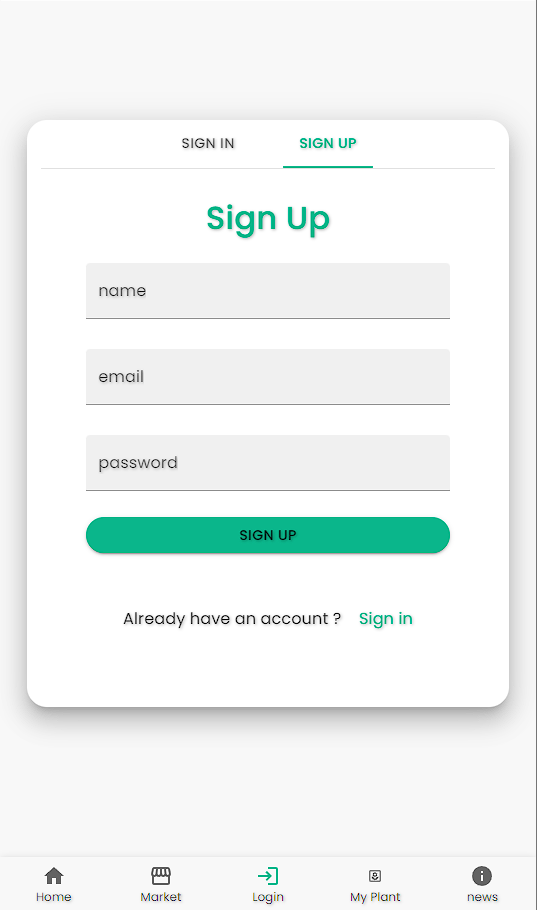 SIGN IN SIGN UP
Sign Up
name
email
password
SIGN UP
Already have an account ? Sign in
Home Market Login My Plant news